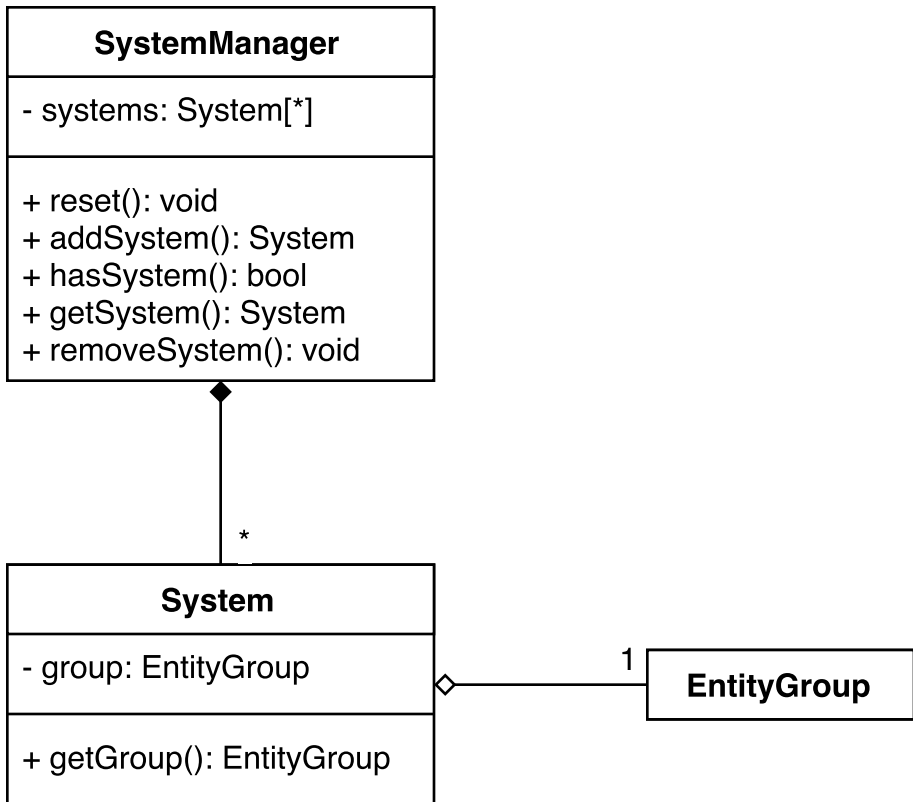 SystemManager
- systems: System[*]
+ reset(): void
+ addSystem(): System
+ hasSystem(): bool
+ getSystem(): System
+ removeSystem(): void
*
System
- group: EntityGroup
+ getGroup(): EntityGroup
1
EntityGroup